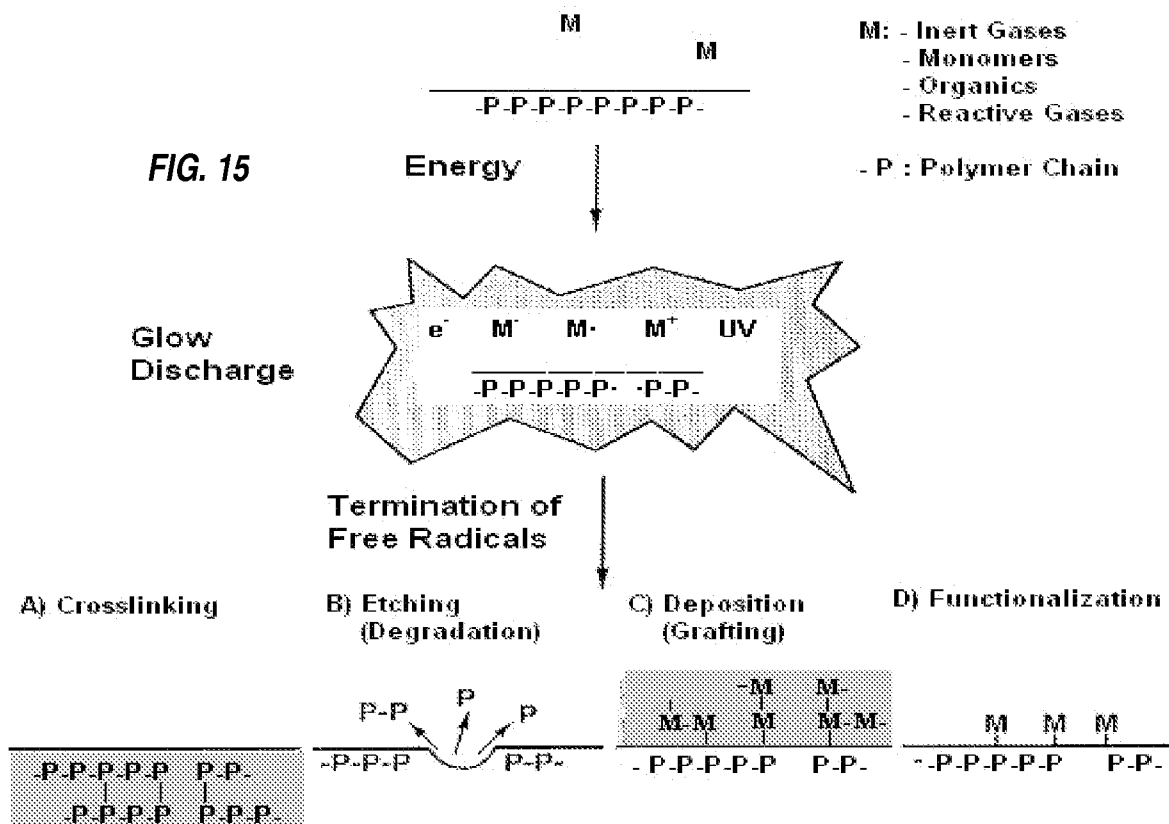 M
M
-P-P-P-P-P-P-P-P-
M: - Inert Gases
- Monomers
- Organics
- Reactive Gases
- P : Polymer Chain
FIG. 15
Energy
Glow
Discharge
e⁻ M⁻ M· M⁺ UV
-P-P-P-P-P· ·P-P-
Termination of
Free Radicals
A) Crosslinking
-P-P-P-P-P P-P-
-P-P-P-P P-P-P-
B) Etching
(Degradation)
P-P P P
-P-P-P P-P-
C) Deposition
(Grafting)
-M M-
M-M M M-M-
- P-P-P-P-P P-P-
D) Functionalization
M M M
-P-P-P-P-P P-P-